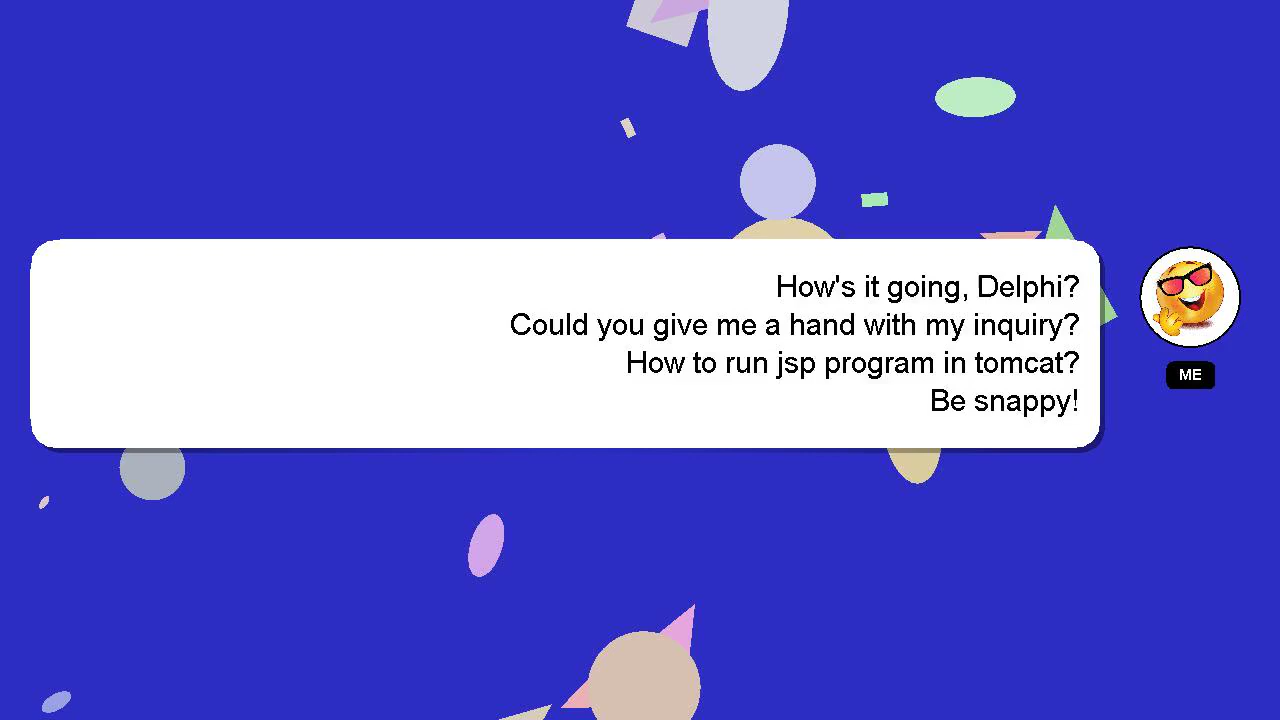 How's it going, Delphi?
Could you give me a hand with my inquiry?
How to run jsp program in tomcat?
Be snappy!
ME